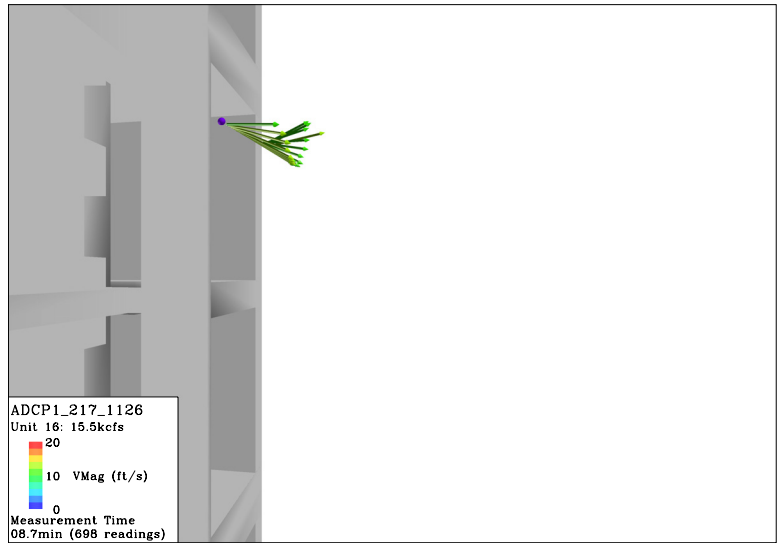 ADCP1_217_1126
Unit 16: 15.5kcfs
20
10 VMag (ft/s)
0
Measurement Time
08.7min (698 readings)